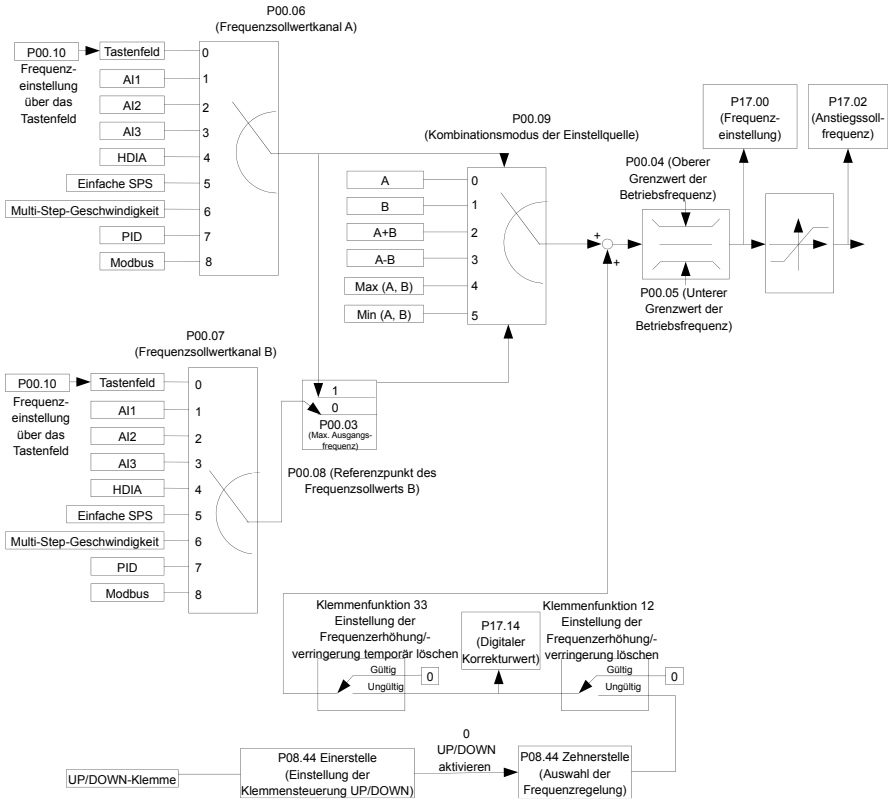 P00.06
(Frequenzsollwertkanal A)
P00.10
Frequenz-
einstellung
über das
Tastenfeld
Tastenfeld
0
AI1
1
AI2
2
AI3
3
HDIA
4
Einfache SPS
5
Multi-Step-Geschwindigkeit
6
PID
7
Modbus
8
P00.09
(Kombinationsmodus der Einstellquelle)
A
0
B
1
A+B
2
A-B
3
Max (A, B)
4
Min (A, B)
5
+
+
P00.04 (Oberer
Grenzwert der
Betriebsfrequenz)
P00.05 (Unterer
Grenzwert der
Betriebsfrequenz)
P17.00
(Frequenz-
einstellung)
P17.02
(Anstiegssoll-
frequenz)
P00.07
(Frequenzsollwertkanal B)
P00.10
Frequenz-
einstellung
über das
Tastenfeld
Tastenfeld
0
AI1
1
AI2
2
AI3
3
HDIA
4
Einfache SPS
5
Multi-Step-Geschwindigkeit
6
PID
7
Modbus
8
1
0
P00.03
(Max. Ausgangs-
frequenz)
P00.08 (Referenzpunkt des
Frequenzsollwerts B)
Klemmenfunktion 33
Einstellung der
Frequenzerhöhung/-
verringerung temporär löschen
Gültig
0
Ungültig
P17.14
(Digitaler
Korrekturwert)
Klemmenfunktion 12
Einstellung der
Frequenzerhöhung/-
verringerung löschen
Gültig
0
Ungültig
UP/DOWN-Klemme
P08.44 Einerstelle
(Einstellung der
Klemmensteuerung UP/DOWN)
0
UP/DOWN
aktivieren
P08.44 Zehnerstelle
(Auswahl der
Frequenzregelung)